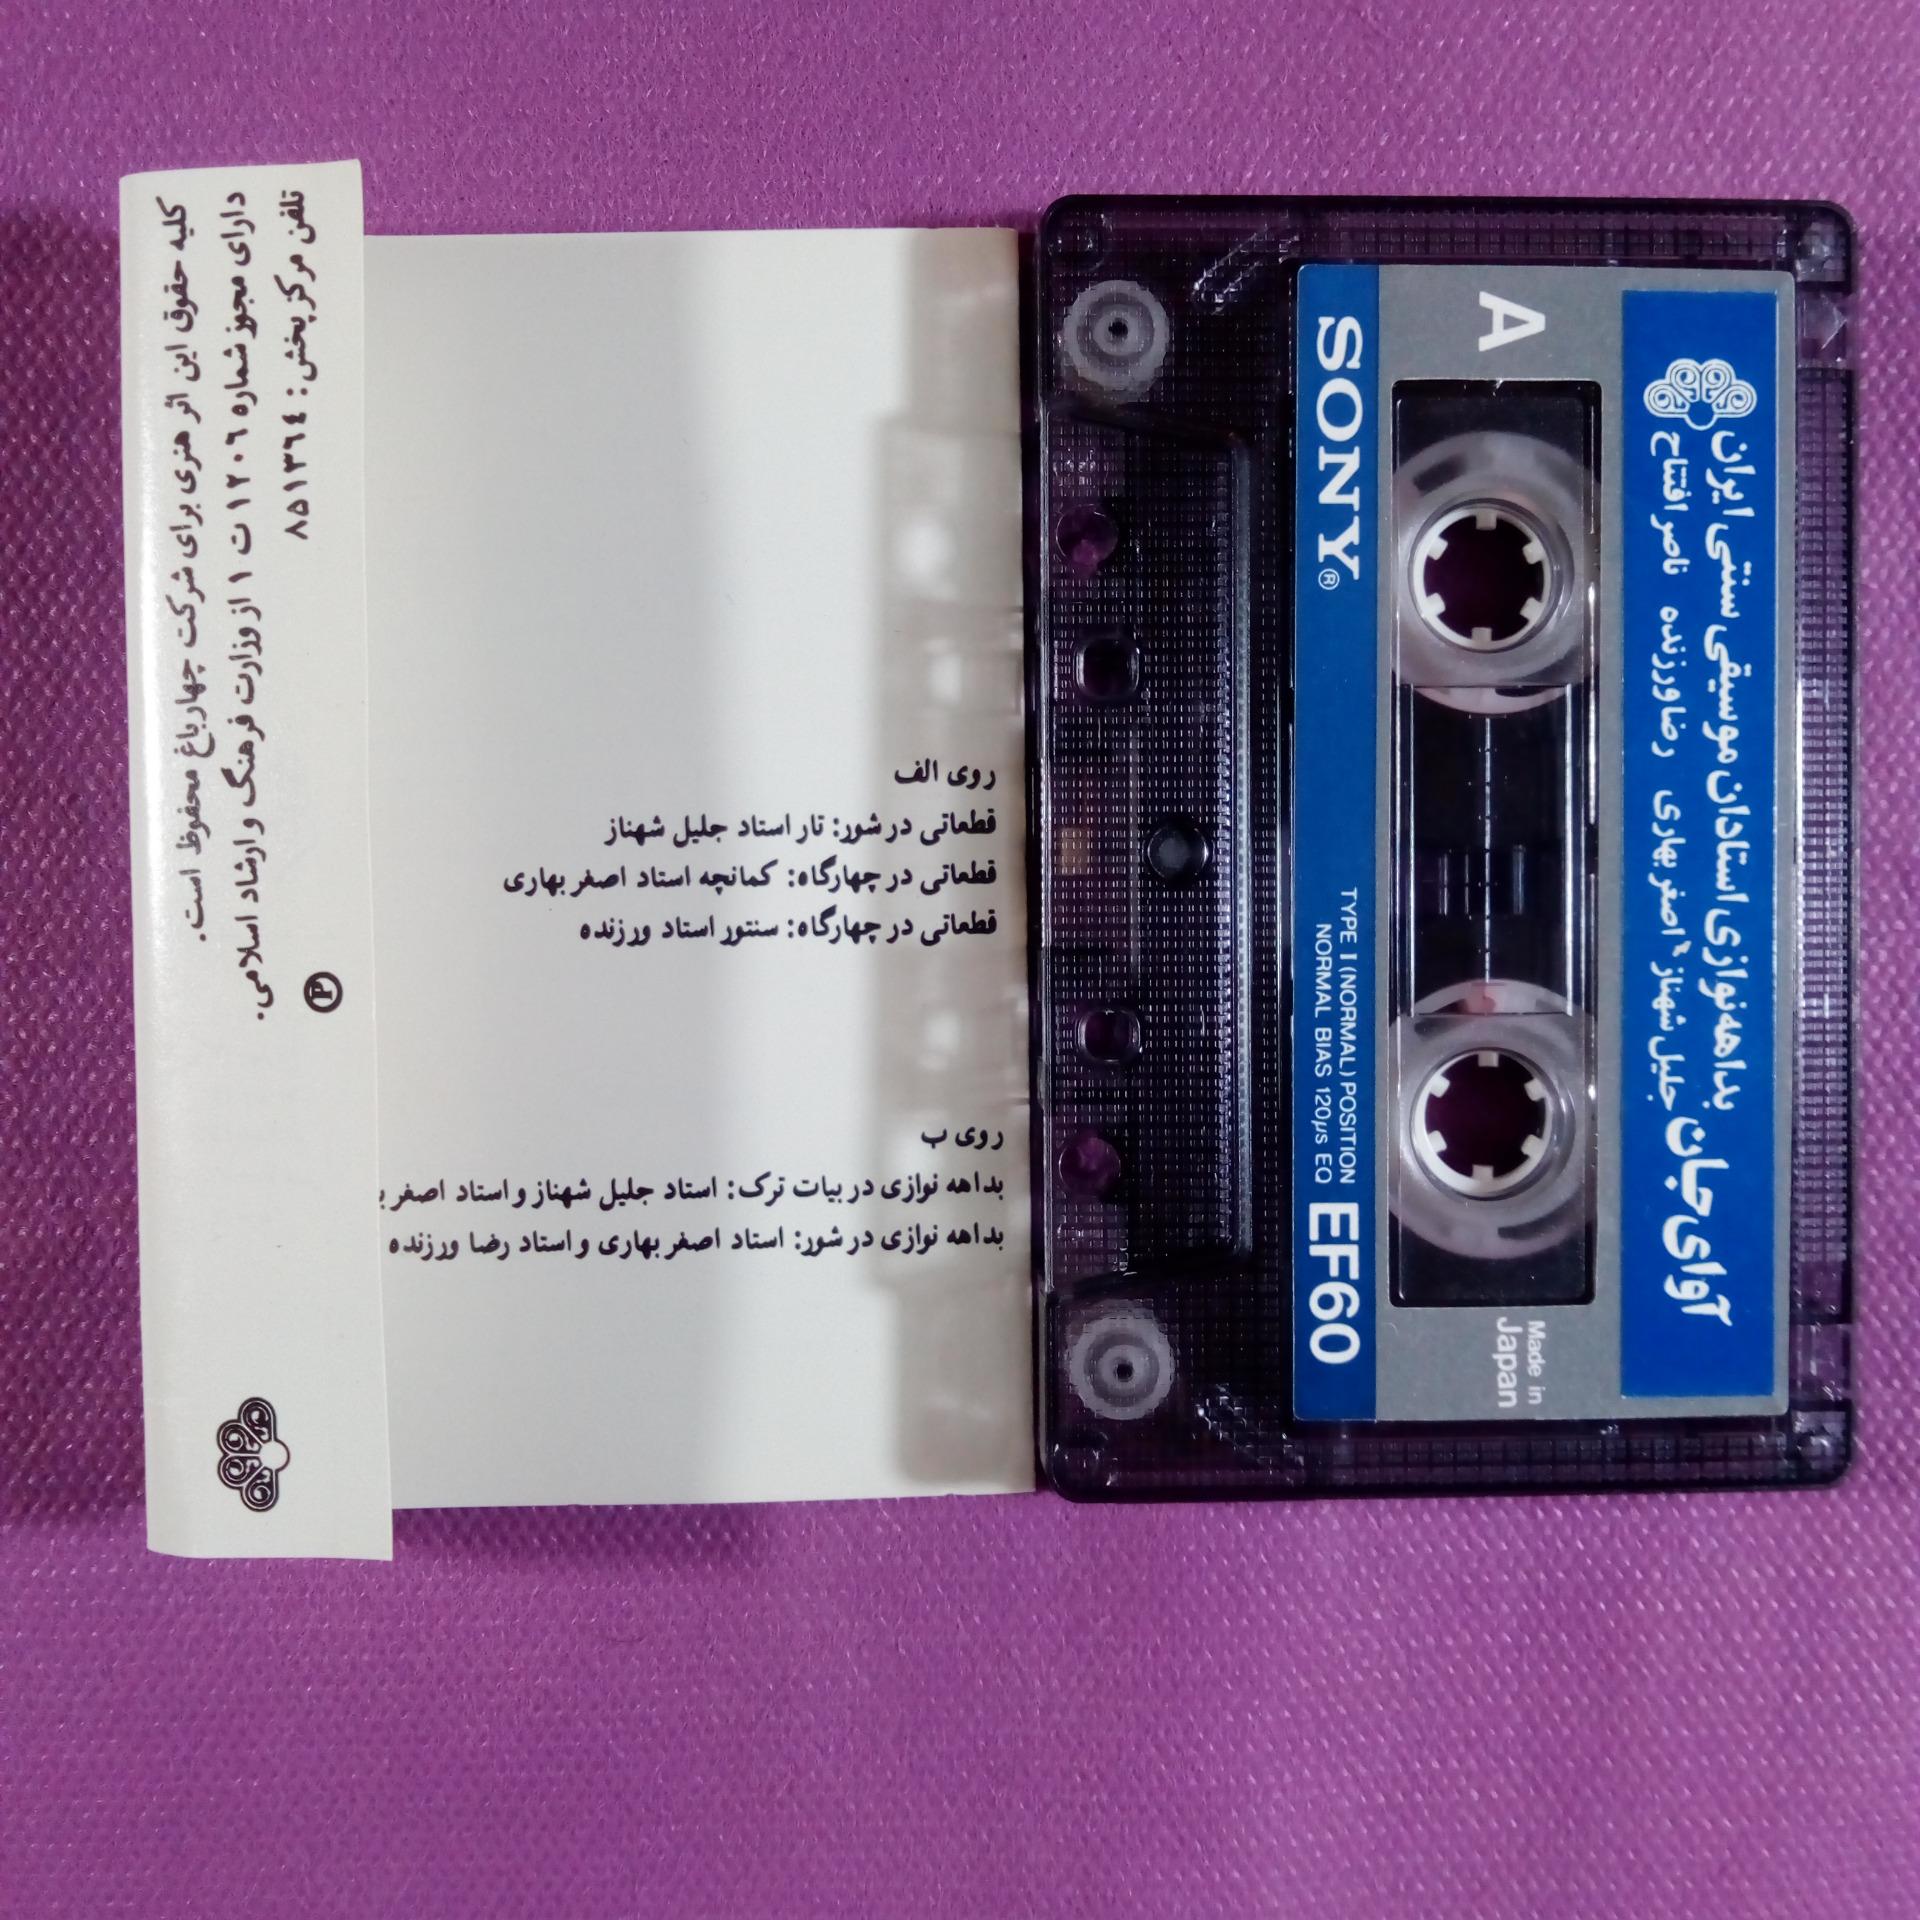 کلیه حقوق این اثر هنری برای شرکت چهارباغ محفوظ است.
دارای مجوز شماره ۱۲۰۶ ت ۱ از وزارت فرهنگ و ارشاد اسلامی.
تلفن مرکز پخش: ۸۵۱۳۶٤
P
روی الف
قطعاتی در شور: تار استاد جلیل شهناز
قطعاتی در چهارگاه: کمانچه استاد اصغر بهاری
قطعاتی در چهارگاه: سنتور استاد ورزنده
روی ب
بداهه نوازی در بیات ترک: استاد جلیل شهناز و استاد اصغر
بداهه نوازی در شور: استاد اصغر بهاری و استاد رضا ورزنده
آوای جان
بداهه‌نوازی استادان موسیقی سنتی ایران
جلیل شهناز اصغر بهاری رضا ورزنده ناصر افتتاح
A
Made in
Japan
SONY®
TYPE I (NORMAL) POSITION
NORMAL BIAS 120µs EQ
EF60